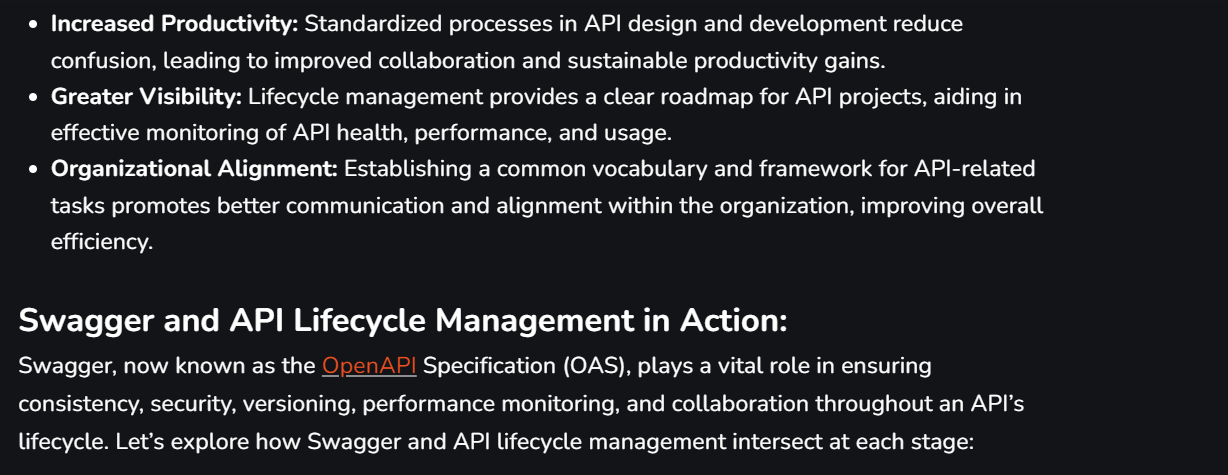 • Increased Productivity: Standardized processes in API design and development reduce
confusion, leading to improved collaboration and sustainable productivity gains.
• Greater Visibility: Lifecycle management provides a clear roadmap for API projects, aiding in
effective monitoring of API health, performance, and usage.
• Organizational Alignment: Establishing a common vocabulary and framework for API-related
tasks promotes better communication and alignment within the organization, improving overall
efficiency.
Swagger and API Lifecycle Management in Action:
Swagger, now known as the OpenAPI Specification (OAS), plays a vital role in ensuring
consistency, security, versioning, performance monitoring, and collaboration throughout an API’s
lifecycle. Let’s explore how Swagger and API lifecycle management intersect at each stage: